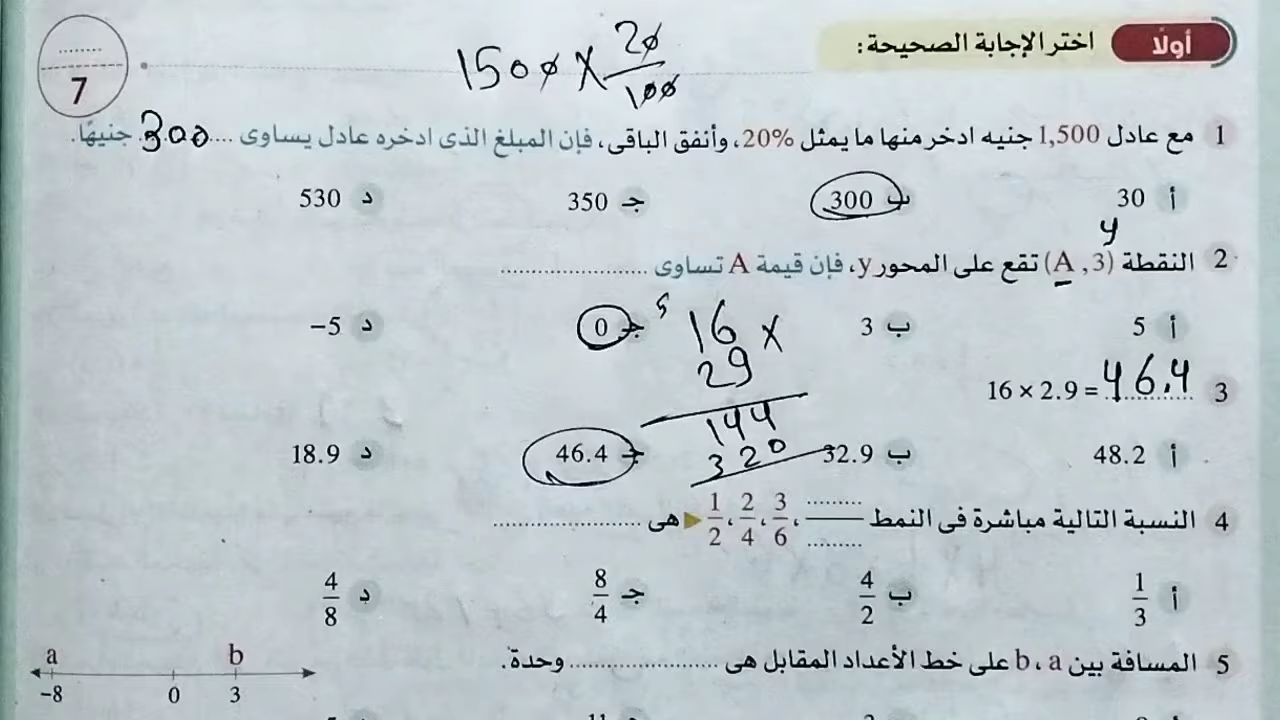 أولًا اختر الإجابة الصحيحة:
1500 × 20/100
7
1 مع عادل 1,500 جنيه ادخر منها ما يمثل 20%، وأنفق الباقى، فإن المبلغ الذى ادخره عادل يساوى .... 300 جنيهًا.
أ 30 ب 300 جـ 350 د 530
y
2 النقطة (A , 3) تقع على المحور y، فإن قيمة A تساوى ....................
أ 5 ب 3 جـ 0 د −5
5
16 ×
29
144
320
3 16 × 2.9 = 46.4
أ 48.2 ب 32.9 جـ 46.4 د 18.9
4 النسبة التالية مباشرة فى النمط ......../........ ، 3/6 ، 2/4 ، 1/2 هى ....................
أ 1/3 ب 4/2 جـ 8/4 د 4/8
5 المسافة بين b ، a على خط الأعداد المقابل هى .................... وحدة.
a b
−8 0 3